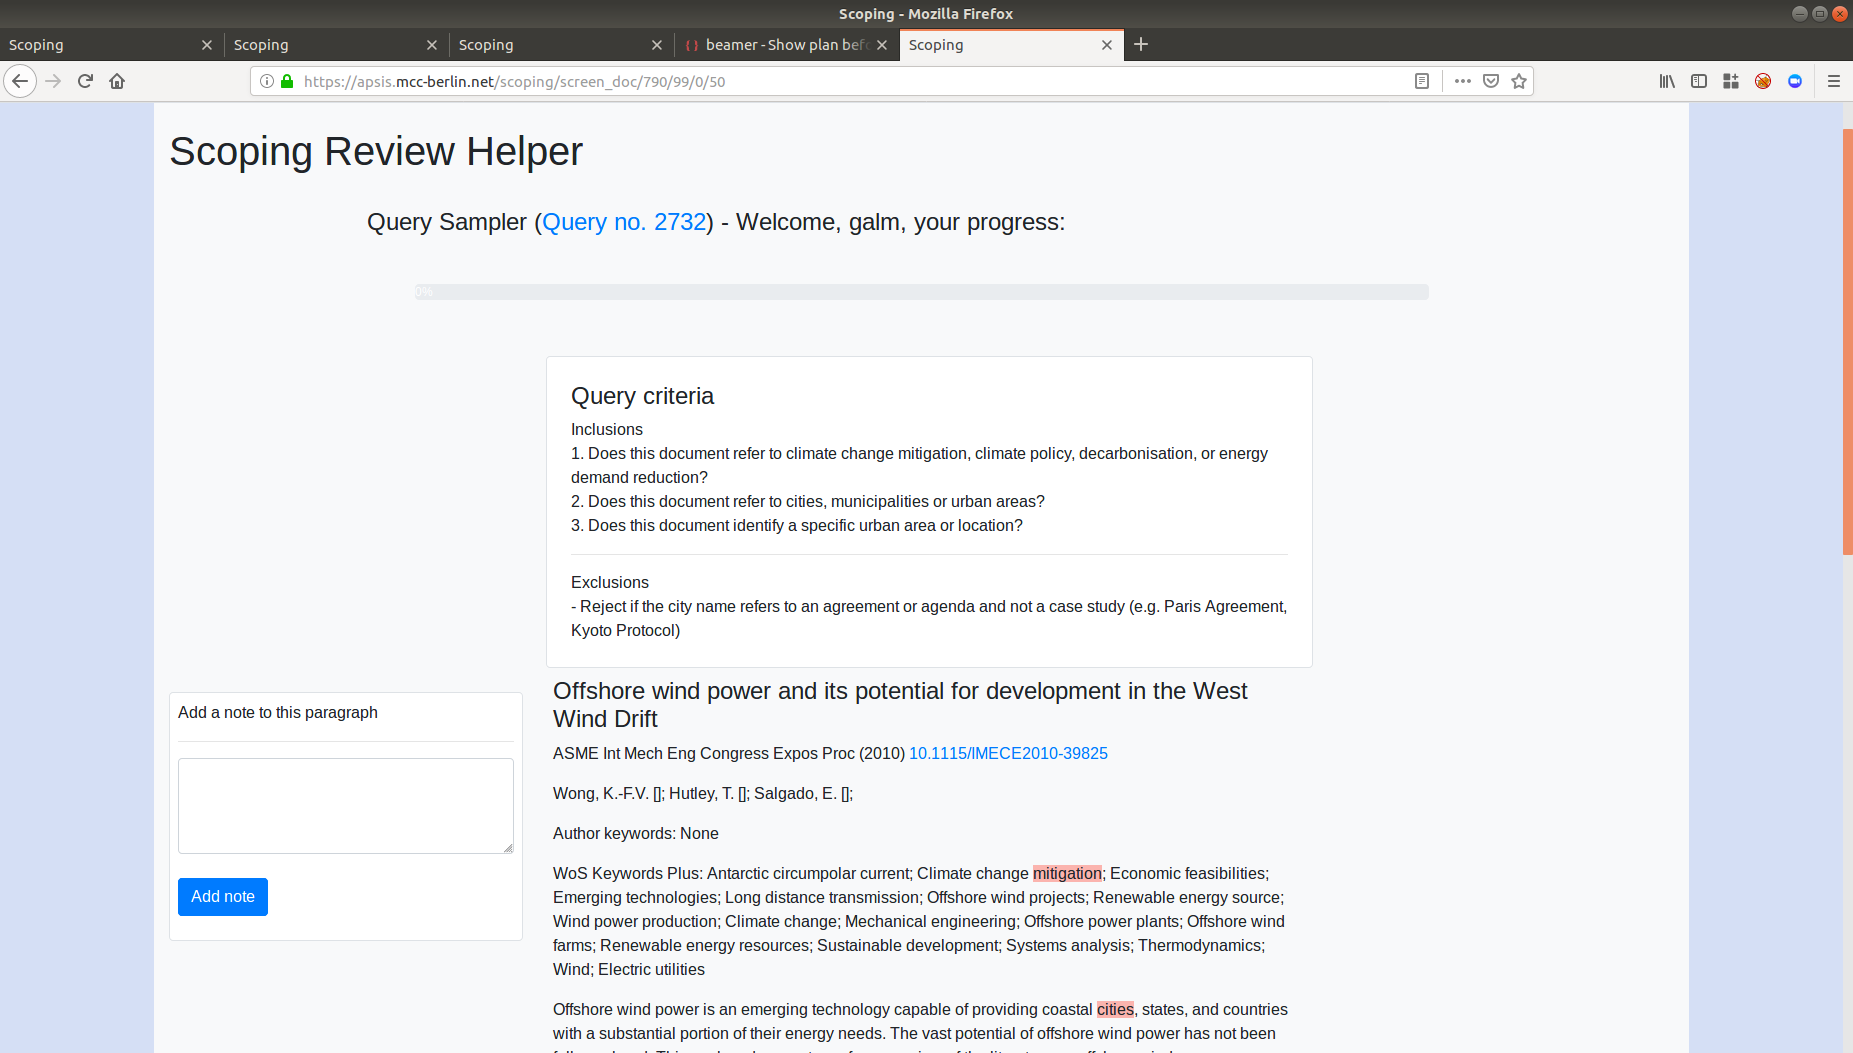 Scoping - Mozilla Firefox
Scoping
Scoping
Scoping
beamer - Show plan bef
Scoping
https://apsis.mcc-berlin.net/scoping/screen_doc/790/99/0/50
Scoping Review Helper
Query Sampler (Query no. 2732) - Welcome, galm, your progress:
0%
Query criteria
Inclusions
1. Does this document refer to climate change mitigation, climate policy, decarbonisation, or energy
demand reduction?
2. Does this document refer to cities, municipalities or urban areas?
3. Does this document identify a specific urban area or location?
Exclusions
- Reject if the city name refers to an agreement or agenda and not a case study (e.g. Paris Agreement,
Kyoto Protocol)
Add a note to this paragraph
Add note
Offshore wind power and its potential for development in the West
Wind Drift
ASME Int Mech Eng Congress Expos Proc (2010) 10.1115/IMECE2010-39825
Wong, K.-F.V. []; Hutley, T. []; Salgado, E. [];
Author keywords: None
WoS Keywords Plus: Antarctic circumpolar current; Climate change mitigation; Economic feasibilities;
Emerging technologies; Long distance transmission; Offshore wind projects; Renewable energy source;
Wind power production; Climate change; Mechanical engineering; Offshore power plants; Offshore wind
farms; Renewable energy resources; Sustainable development; Systems analysis; Thermodynamics;
Wind; Electric utilities
Offshore wind power is an emerging technology capable of providing coastal cities, states, and countries
with a substantial portion of their energy needs. The vast potential of offshore wind power has not been